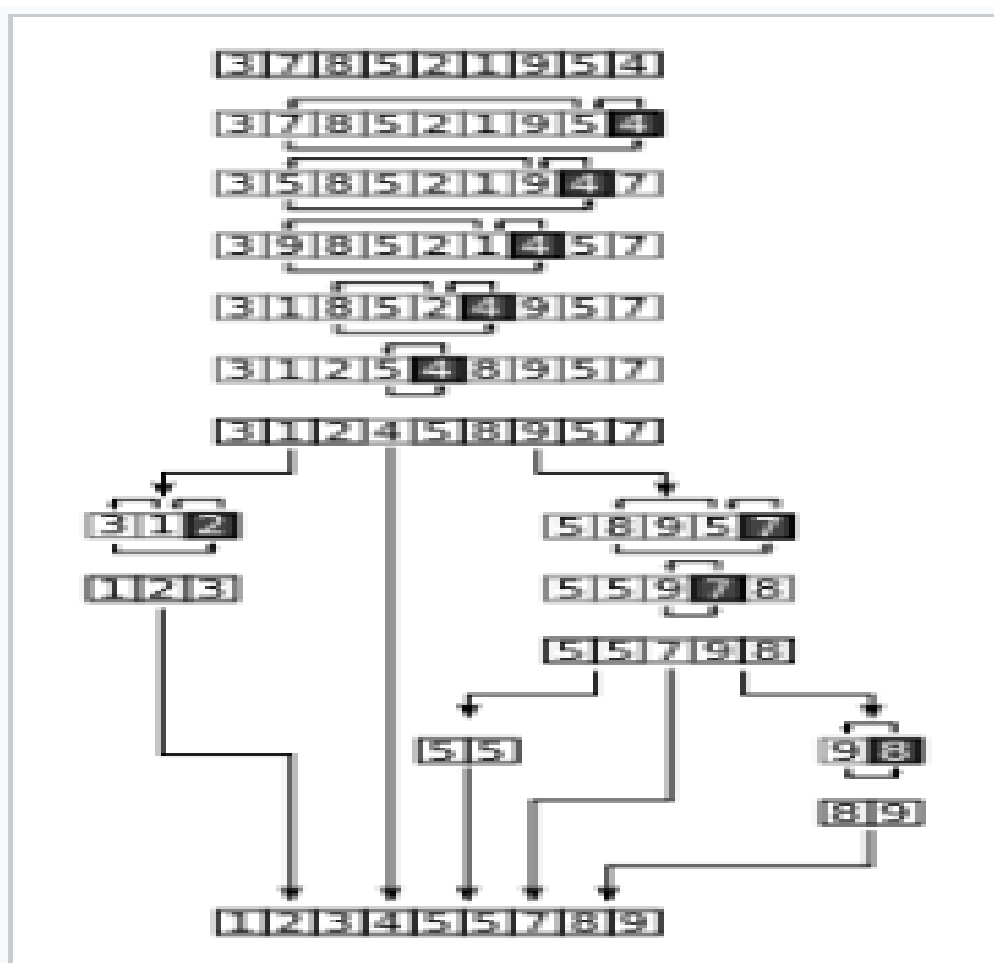 3 7 8 5 2 1 9 5 4
3 7 8 5 2 1 9 5 4
3 5 8 5 2 1 9 4 7
3 9 8 5 2 1 4 5 7
3 1 8 5 2 4 9 5 7
3 1 2 5 4 8 9 5 7
3 1 2 4 5 8 9 5 7
3 1 2 5 8 9 5 7
1 2 3 5 5 9 7 8
5 5 7 9 8
5 5 9 8
8 9
1 2 3 4 5 5 7 8 9